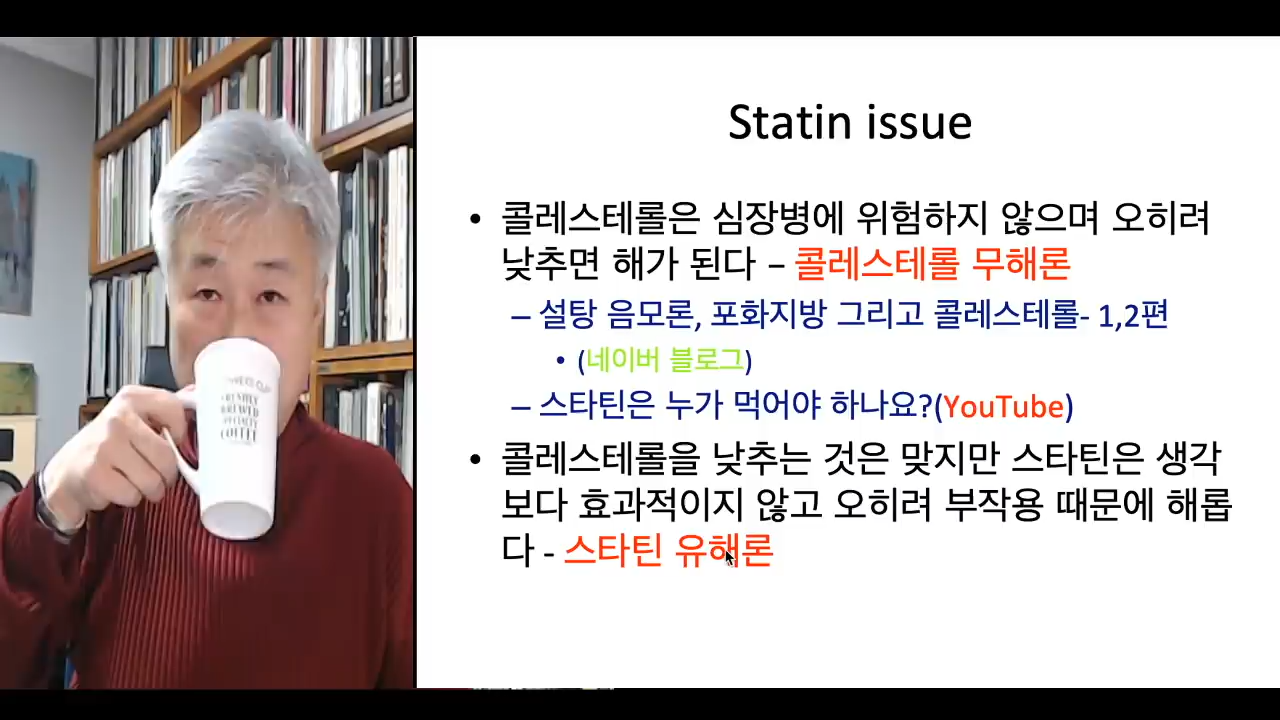 Statin issue
• 콜레스테롤은 심장병에 위험하지 않으며 오히려
낮추면 해가 된다 – 콜레스테롤 무해론
– 설탕 음모론, 포화지방 그리고 콜레스테롤- 1,2편
• (네이버 블로그)
– 스타틴은 누가 먹어야 하나요?(YouTube)
• 콜레스테롤을 낮추는 것은 맞지만 스타틴은 생각
보다 효과적이지 않고 오히려 부작용 때문에 해롭
다 - 스타틴 유해론
BREWED
SPECIALTY
COFFEE